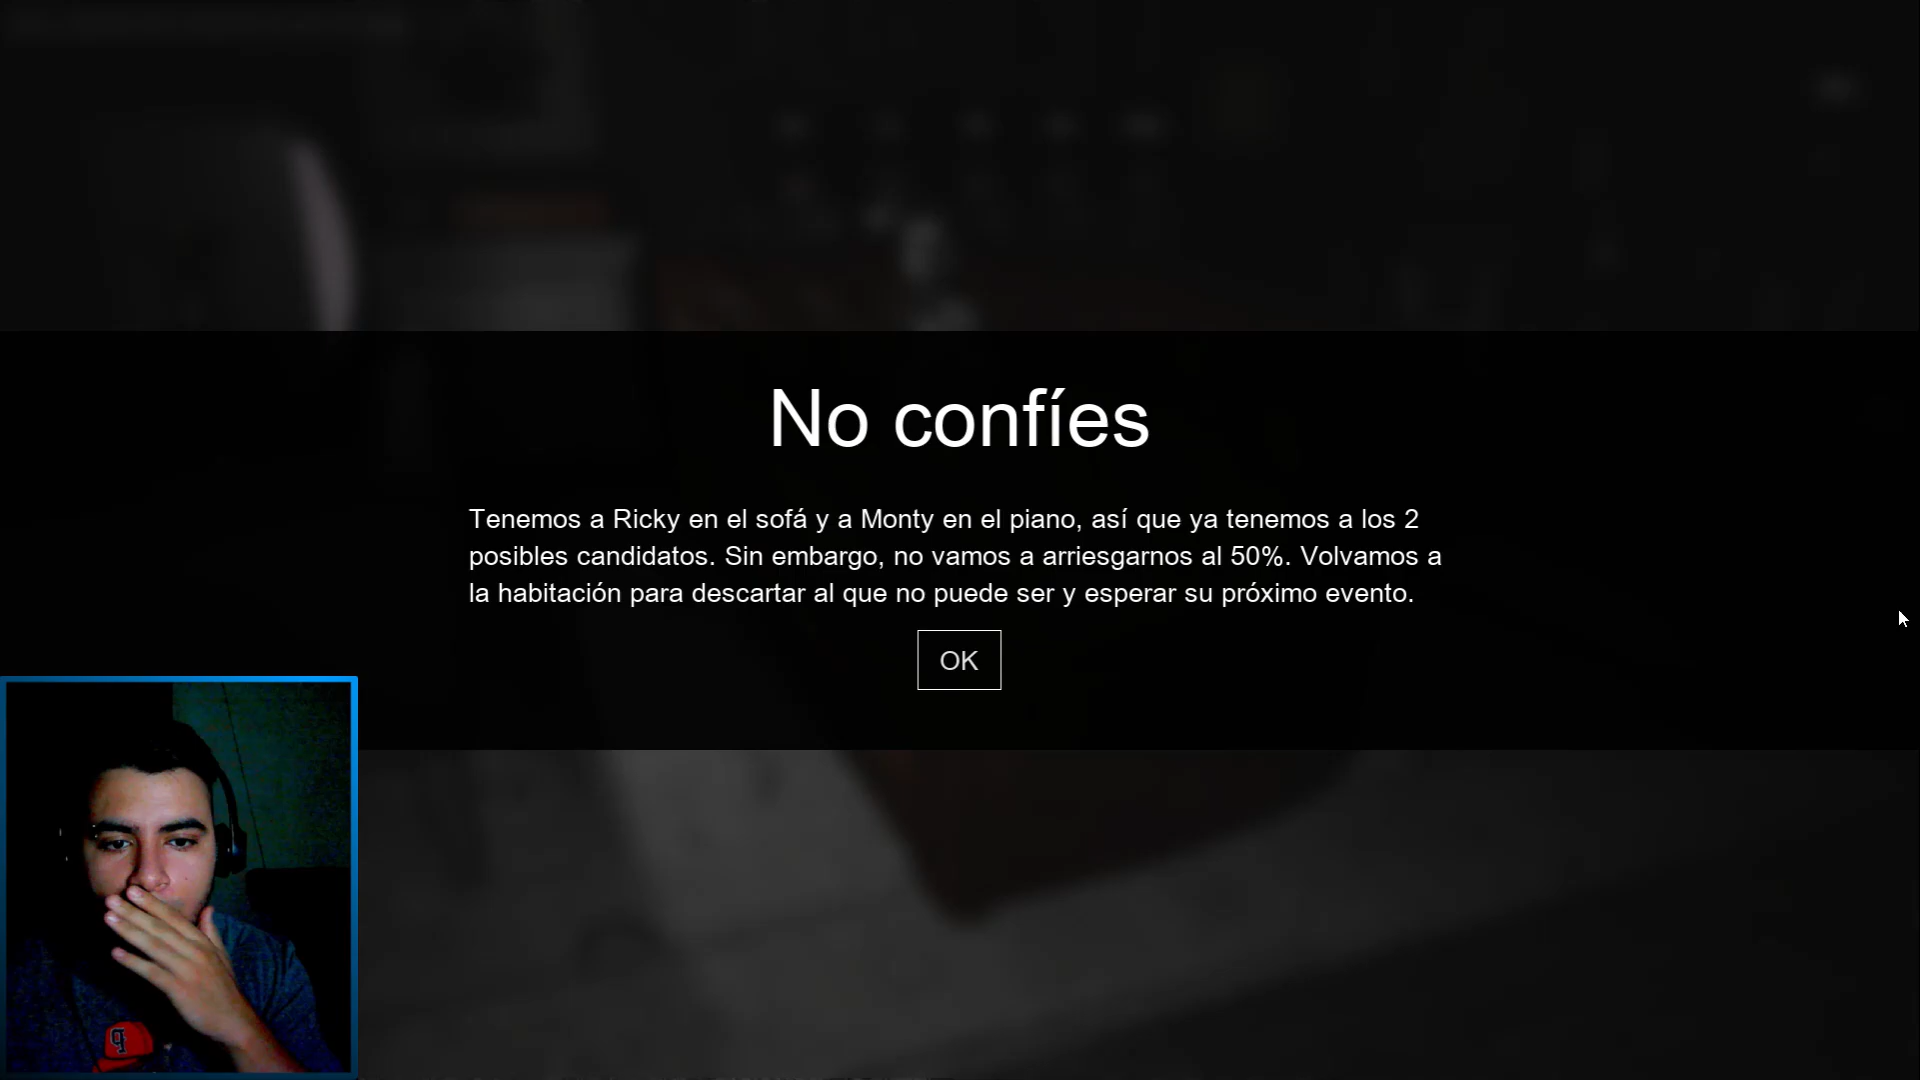 No confíes
Tenemos a Ricky en el sofá y a Monty en el piano, así que ya tenemos a los 2
posibles candidatos. Sin embargo, no vamos a arriesgarnos al 50%. Volvamos a
la habitación para descartar al que no puede ser y esperar su próximo evento.
OK